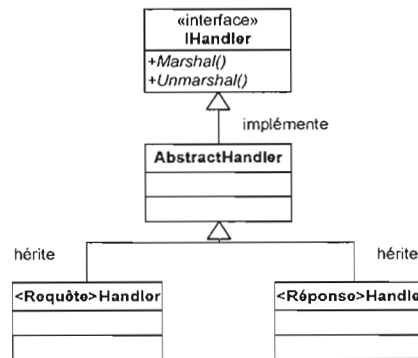 «interface»
IHandler
+Marshal()
+Unmarshal()
implémente
AbstractHandler
hérite
hérite
<Requête>Handler
<Réponse>Handle